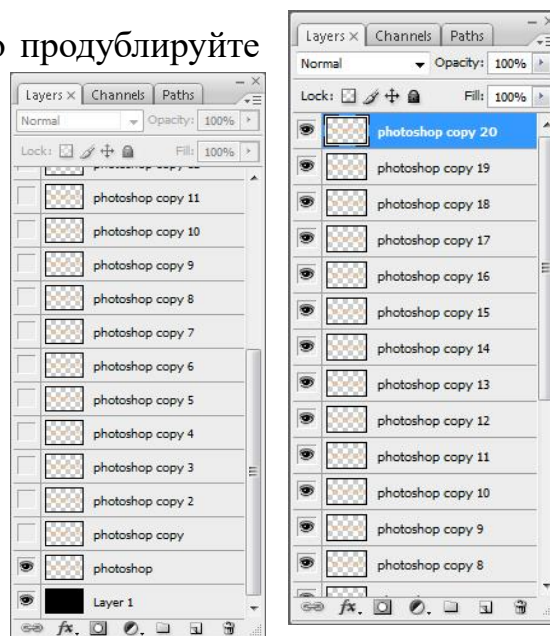 продублируйте
Layers × Channels Paths
Normal Opacity: 100%
Lock: Fill: 100%
photoshop copy 11
photoshop copy 10
photoshop copy 9
photoshop copy 8
photoshop copy 7
photoshop copy 6
photoshop copy 5
photoshop copy 4
photoshop copy 3
photoshop copy 2
photoshop copy
photoshop
Layer 1
fx.
Layers × Channels Paths
Normal Opacity: 100%
Lock: Fill: 100%
photoshop copy 20
photoshop copy 19
photoshop copy 18
photoshop copy 17
photoshop copy 16
photoshop copy 15
photoshop copy 14
photoshop copy 13
photoshop copy 12
photoshop copy 11
photoshop copy 10
photoshop copy 9
photoshop copy 8
fx.